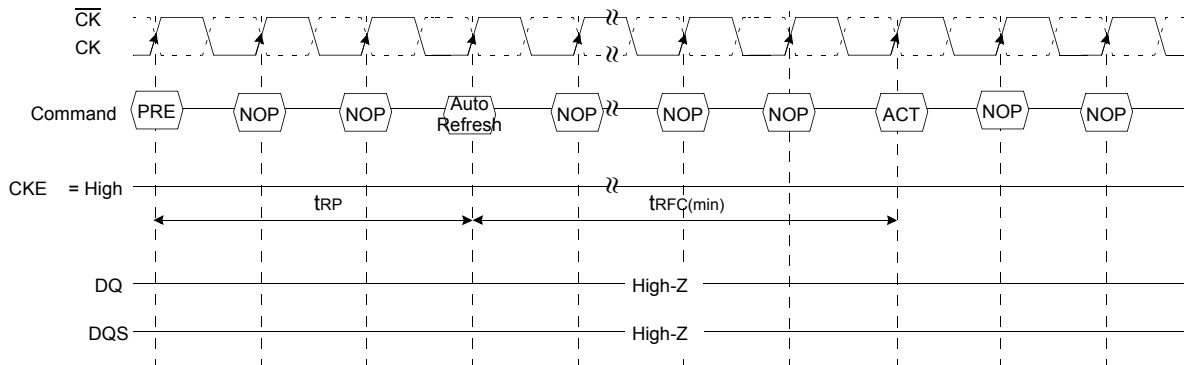 C̅K̅
CK
Command PRE NOP NOP Auto Refresh NOP NOP NOP ACT NOP NOP
CKE = High
tRP tRFC(min)
DQ High-Z
DQS High-Z